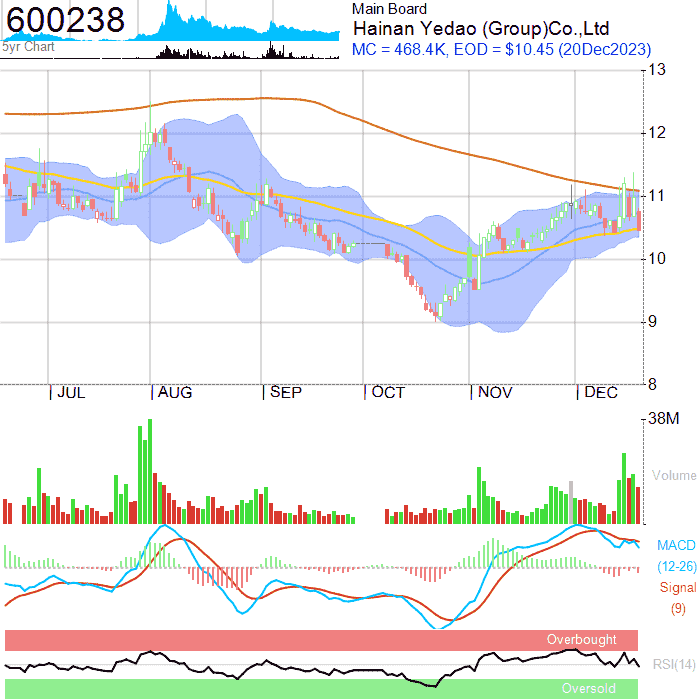 600238
5yr Chart
Main Board
Hainan Yedao (Group)Co.,Ltd
MC = 468.4K, EOD = $10.45 (20Dec2023)
13
12
11
10
9
8
JUL AUG SEP OCT NOV DEC
38M
Volume
MACD
(12-26)
Signal
(9)
Overbought
RSI(14)
Oversold